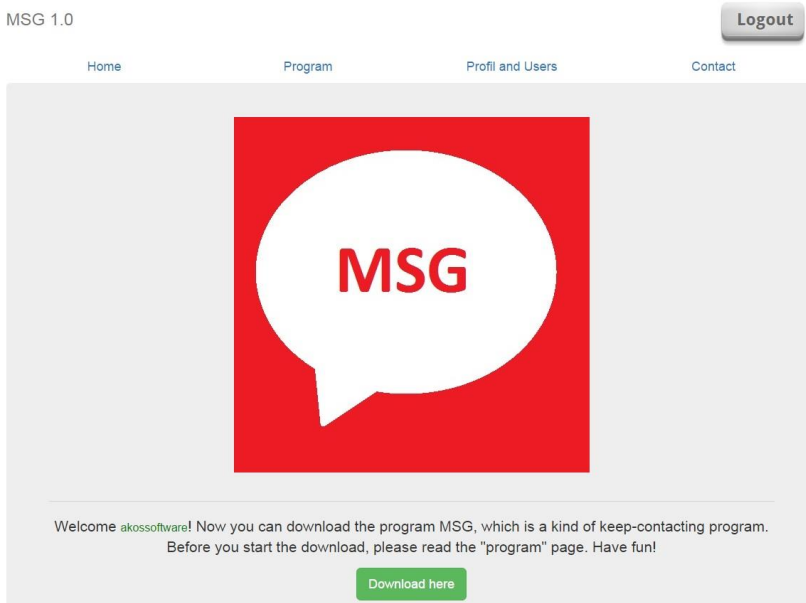 MSG 1.0
Logout
Home Program Profil and Users Contact
MSG
Welcome akossoftware! Now you can download the program MSG, which is a kind of keep-contacting program.
Before you start the download, please read the "program" page. Have fun!
Download here